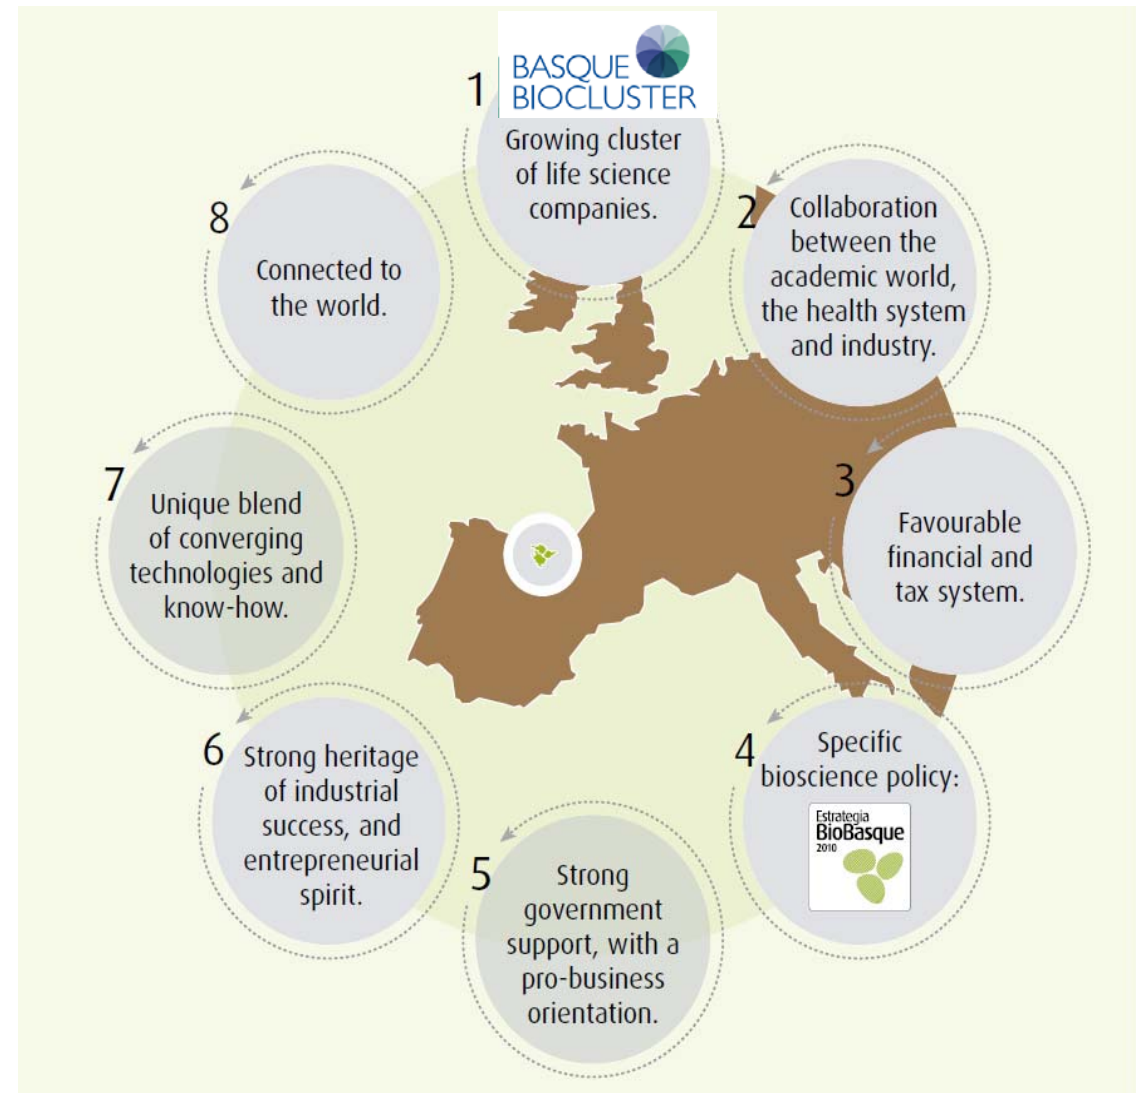 BASQUE
BIOCLUSTER
1
Growing cluster
of life science
companies.
2
Collaboration
between the
academic world,
the health system
and industry.
3
Favourable
financial and
tax system.
4
Specific
bioscience policy:
Estrategia
BioBasque
2010
5
Strong
government
support, with a
pro-business
orientation.
6
Strong heritage
of industrial
success, and
entrepreneurial
spirit.
7
Unique blend
of converging
technologies and
know-how.
8
Connected to
the world.